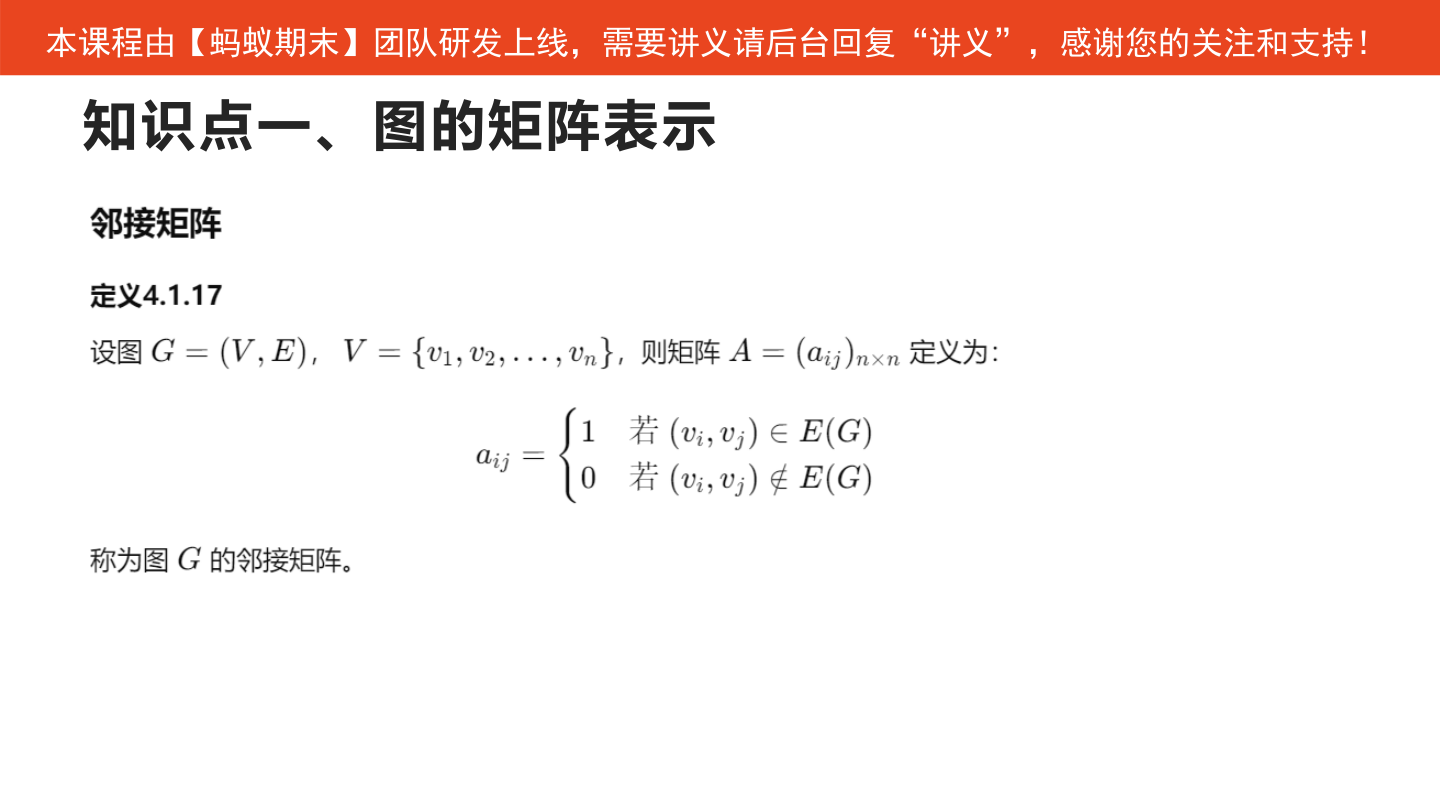 本课程由【蚂蚁期末】团队研发上线，需要讲义请后台回复“讲义”，感谢您的关注和支持！
知识点一、图的矩阵表示
邻接矩阵
定义4.1.17
设图 G = (V, E)， V = {v₁, v₂, . . . , vₙ}，则矩阵 A = (aᵢⱼ)ₙ×ₙ 定义为：
aᵢⱼ = { 1 若 (vᵢ, vⱼ) ∈ E(G)
0 若 (vᵢ, vⱼ) ∉ E(G)
称为图 G 的邻接矩阵。